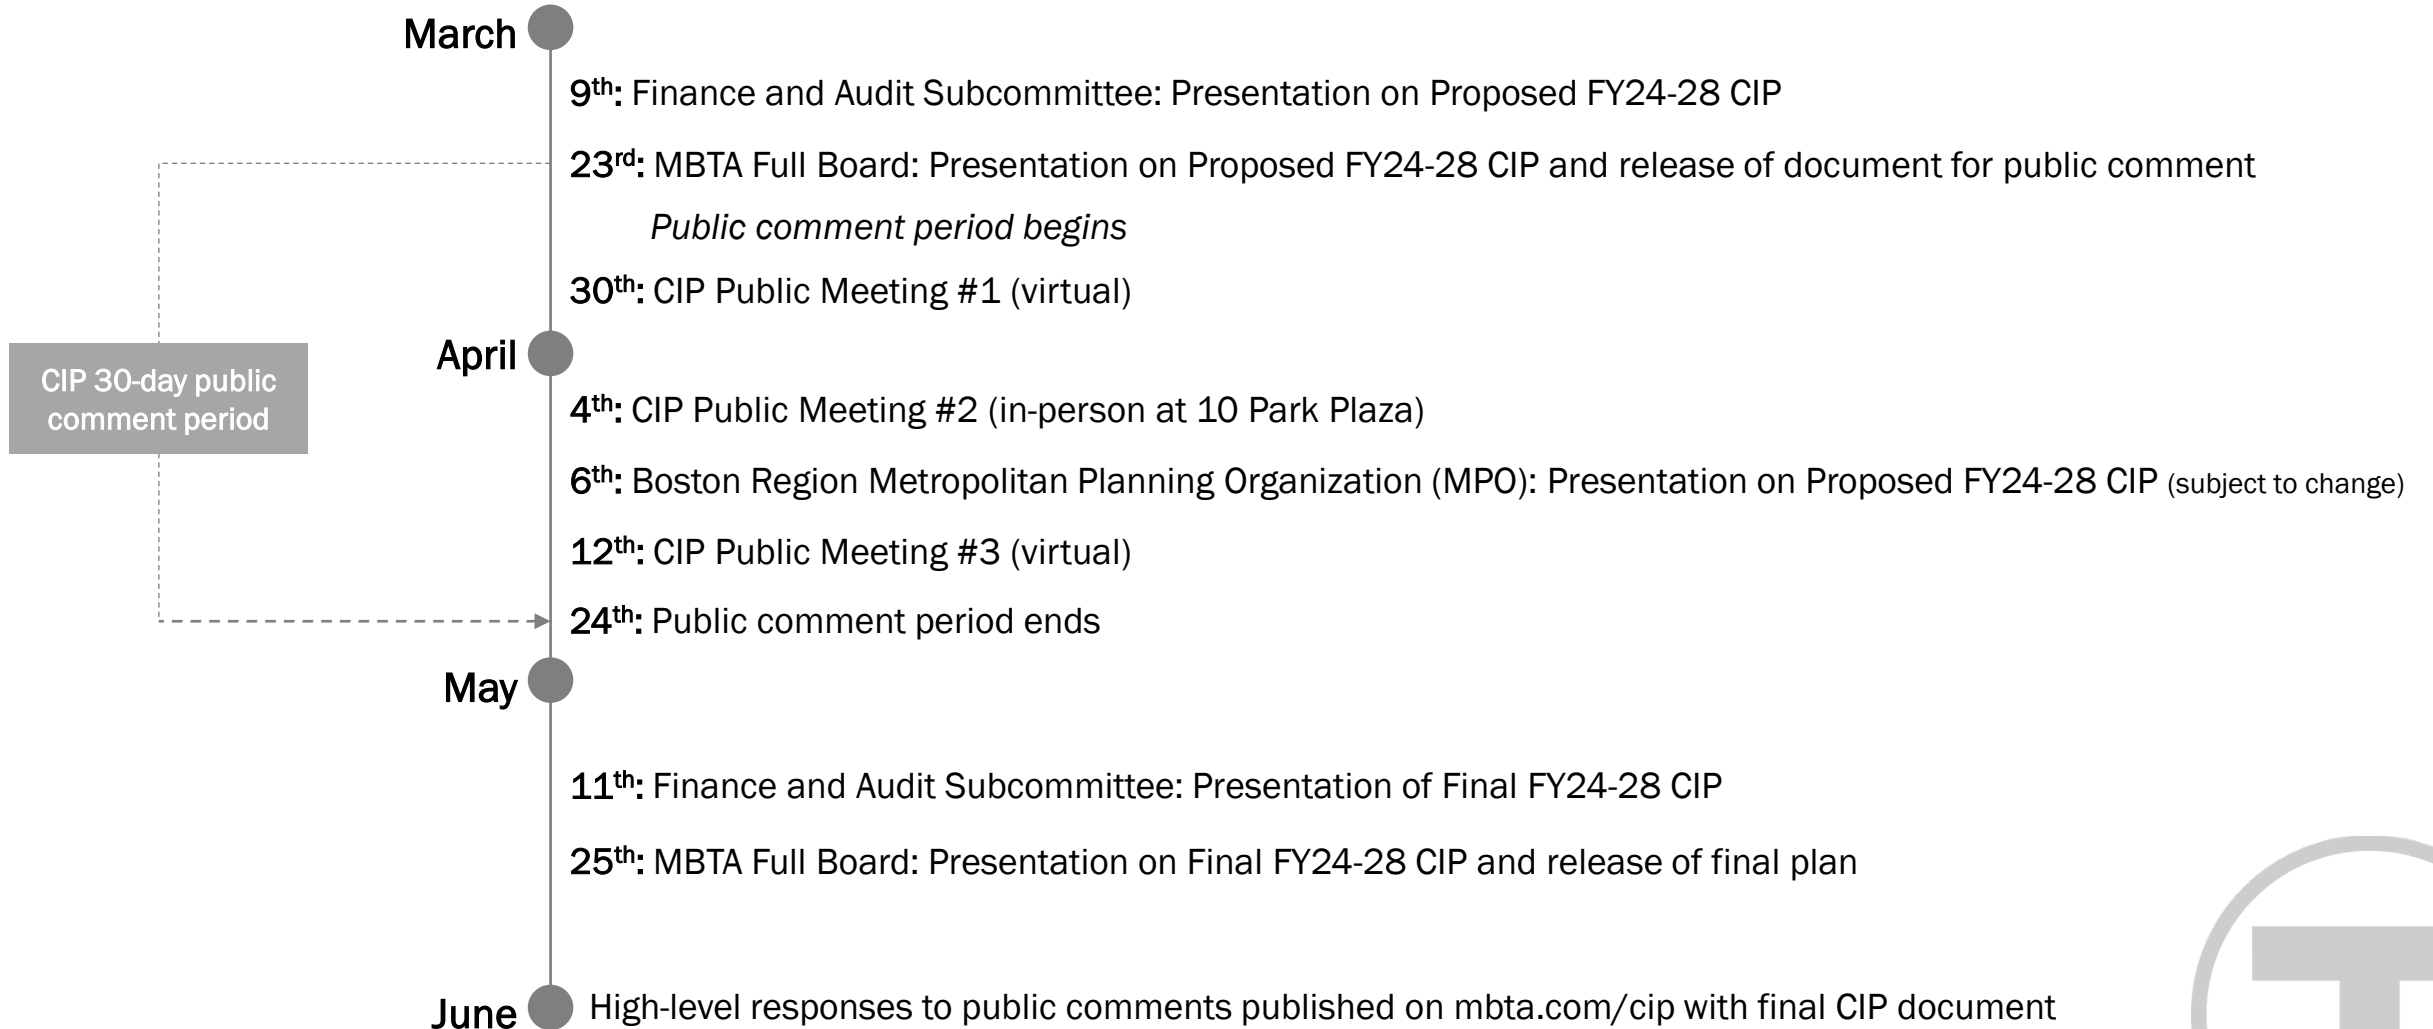 March
9th: Finance and Audit Subcommittee: Presentation on Proposed FY24-28 CIP
23rd: MBTA Full Board: Presentation on Proposed FY24-28 CIP and release of document for public comment
Public comment period begins
30th: CIP Public Meeting #1 (virtual)
April
CIP 30-day public
comment period
4th: CIP Public Meeting #2 (in-person at 10 Park Plaza)
6th: Boston Region Metropolitan Planning Organization (MPO): Presentation on Proposed FY24-28 CIP (subject to change)
12th: CIP Public Meeting #3 (virtual)
24th: Public comment period ends
May
11th: Finance and Audit Subcommittee: Presentation of Final FY24-28 CIP
25th: MBTA Full Board: Presentation on Final FY24-28 CIP and release of final plan
June
High-level responses to public comments published on mbta.com/cip with final CIP document
T